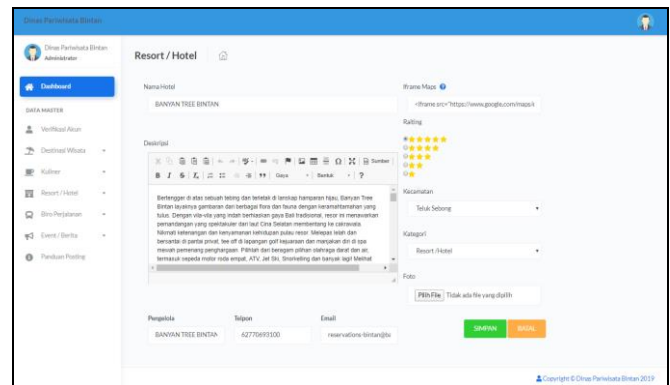 Dinas Pariwisata Bintan
Dinas Pariwisata Bintan
Administrator
Resort / Hotel
Dashboard
DATA MASTER
Verifikasi Akun
Destinasi Wisata
Kuliner
Resort / Hotel
Biro Perjalanan
Event / Berita
Panduan Posting
Nama Hotel
BANYAN TREE BINTAN
Deskripsi
Sumber
B I S
Gaya
Bentuk
?
Bertengger di atas sebuah tebing dan terletak di lanskap hamparan hijau, Banyan Tree
Bintan layaknya gambaran dari berbagai flora dan fauna dengan keramahtamahan yang
tulus. Dengan vila-vila yang indah berhiaskan gaya Bali tradisional, resor ini menawarkan
pemandangan yang spektakuler dari laut Cina Selatan membentang ke cakrawala.
Nikmati ketenangan dan kenyamanan kehidupan pulau resor. Melepas lelah dan
bersantai di pantai privat, tee off di lapangan golf kejuaraan dan manjakan diri di spa
mewah pemenang penghargaan. Pilihlah dari beragam pilihan olahraga darat dan air,
termasuk sepeda motor roda empat, ATV, Jet Ski, Snorkelling dan banyak lagi! Melihat
Pengelola
Telpon
Email
BANYAN TREE BINTAN
62770693100
reservations-bintan@ba
Iframe Maps
<iframe src="https://www.google.com/maps/e
Raiting
Kecamatan
Teluk Sebong
Kategori
Resort /Hotel
Foto
Pilih File
Tidak ada file yang dipilih
SIMPAN
BATAL
Copyright © Dinas Pariwisata Bintan 2019